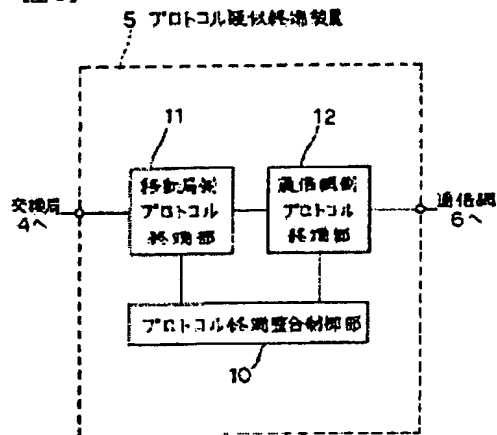 5 プロトコル疑似終端装置
11
12
移動局側
プロトコル
終端部
通信網側
プロトコル
終端部
交換局
4へ
通信網
6へ
プロトコル終端整合制御部
10